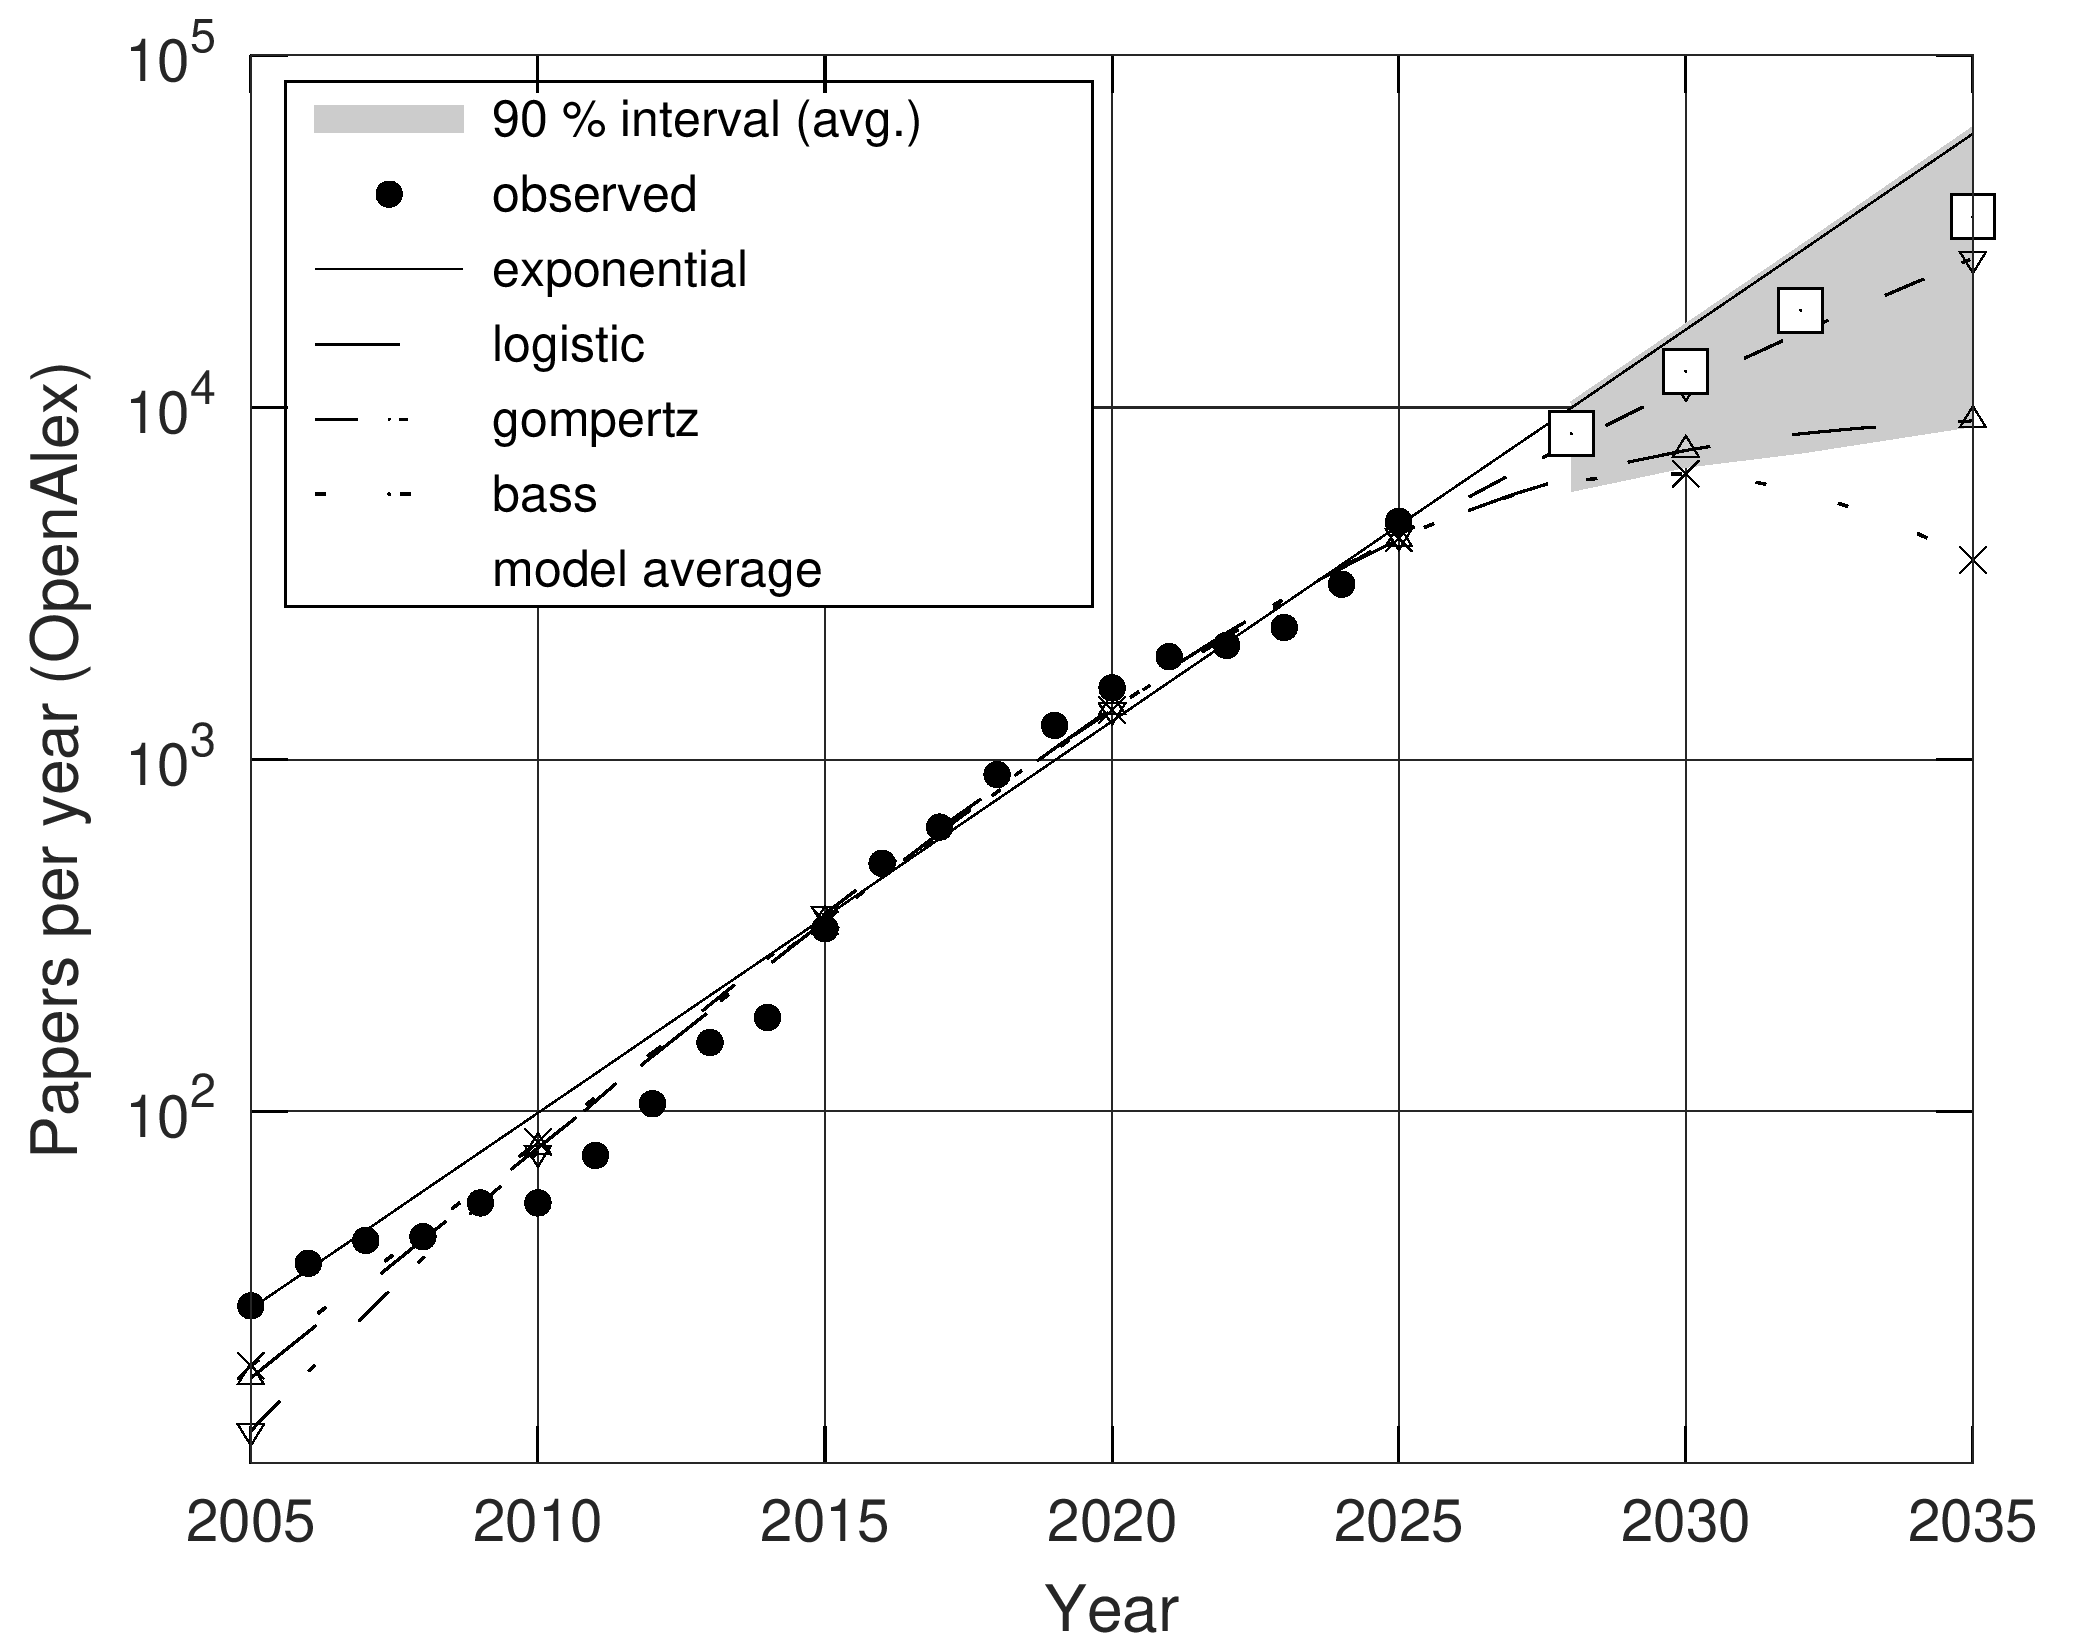 Papers per year (OpenAlex)
10^5
10^4
10^3
10^2
90 % interval (avg.)
observed
exponential
logistic
gompertz
bass
model average
2005 2010 2015 2020 2025 2030 2035
Year